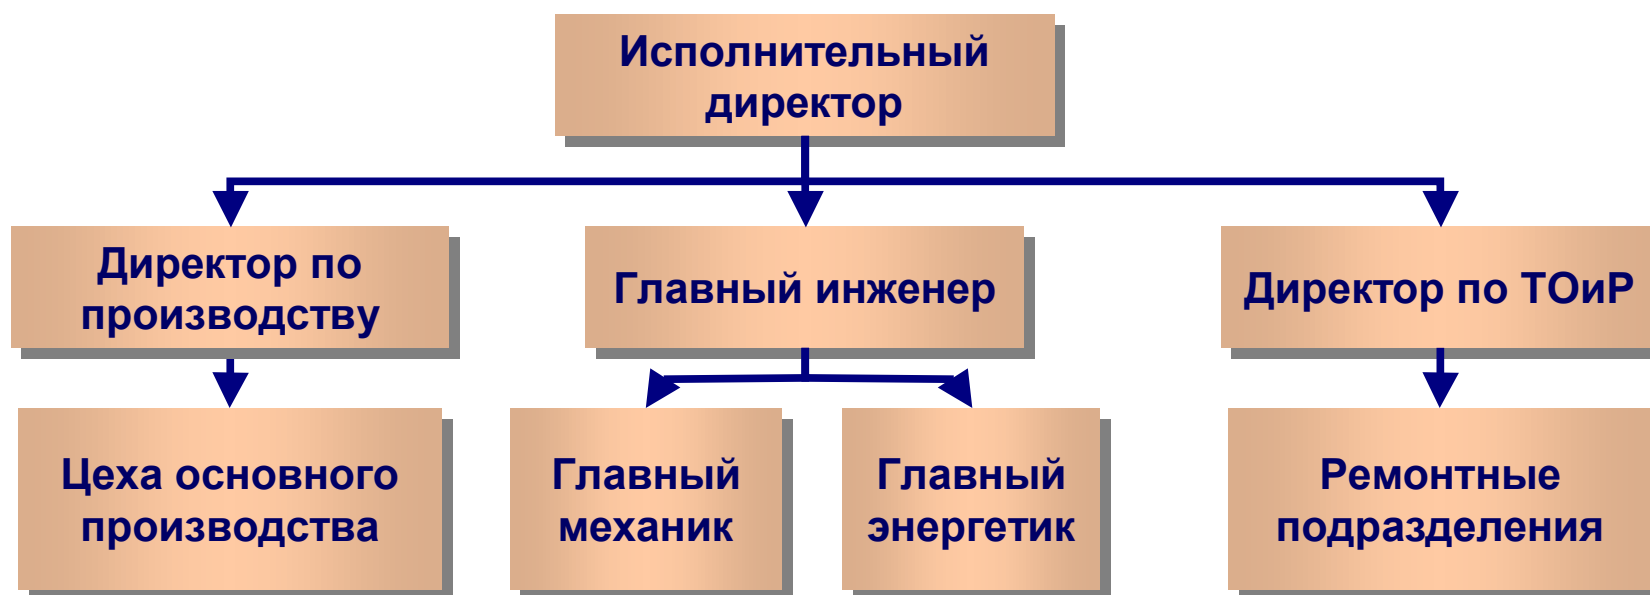 Исполнительный
директор
Директор по
производству
Главный инженер
Директор по ТОиР
Цеха основного
производства
Главный
механик
Главный
энергетик
Ремонтные
подразделения